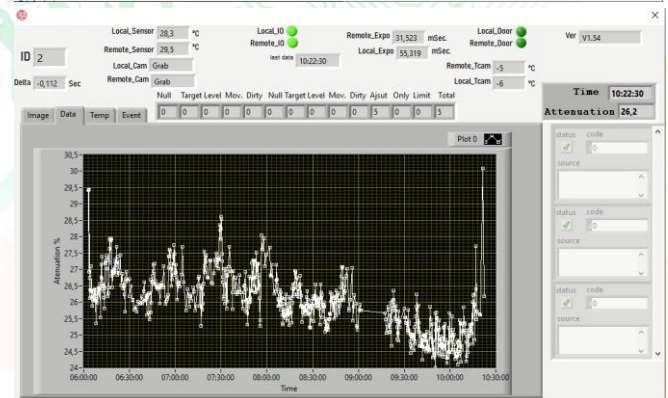 Local_Sensor 28,3 °C Local_IO Remote_Expo 31,523 mSec. Local_Door Ver V1.54
ID 2 Remote_Sensor 29,5 °C Remote_IO Local_Expo 55,319 mSec. Remote_Door
Local_Cam Grab last data 10:22:30 Remote_Tcam -5 °C
Delta -0,112 Sec Remote_Cam Grab Local_Tcam -6 °C
Time 10:22:30
Attenuation 26,2
Null Target Level Mov. Dirty Null Target Level Mov. Dirty Ajsut Only Limit Total
0 0 0 0 0 0 0 0 0 0 5 0 0 5
Image Data Temp Event
Plot 0
30,5
30
29,5
29
28,5
28
27,5
27
26,5
26
25,5
25
24,5
24
Atenuation %
06:00:00 06:30:00 07:00:00 07:30:00 08:00:00 08:30:00 09:00:00 09:30:00 10:00:00 10:30:00
Time
status code
0
source
status code
0
source
status code
0
source